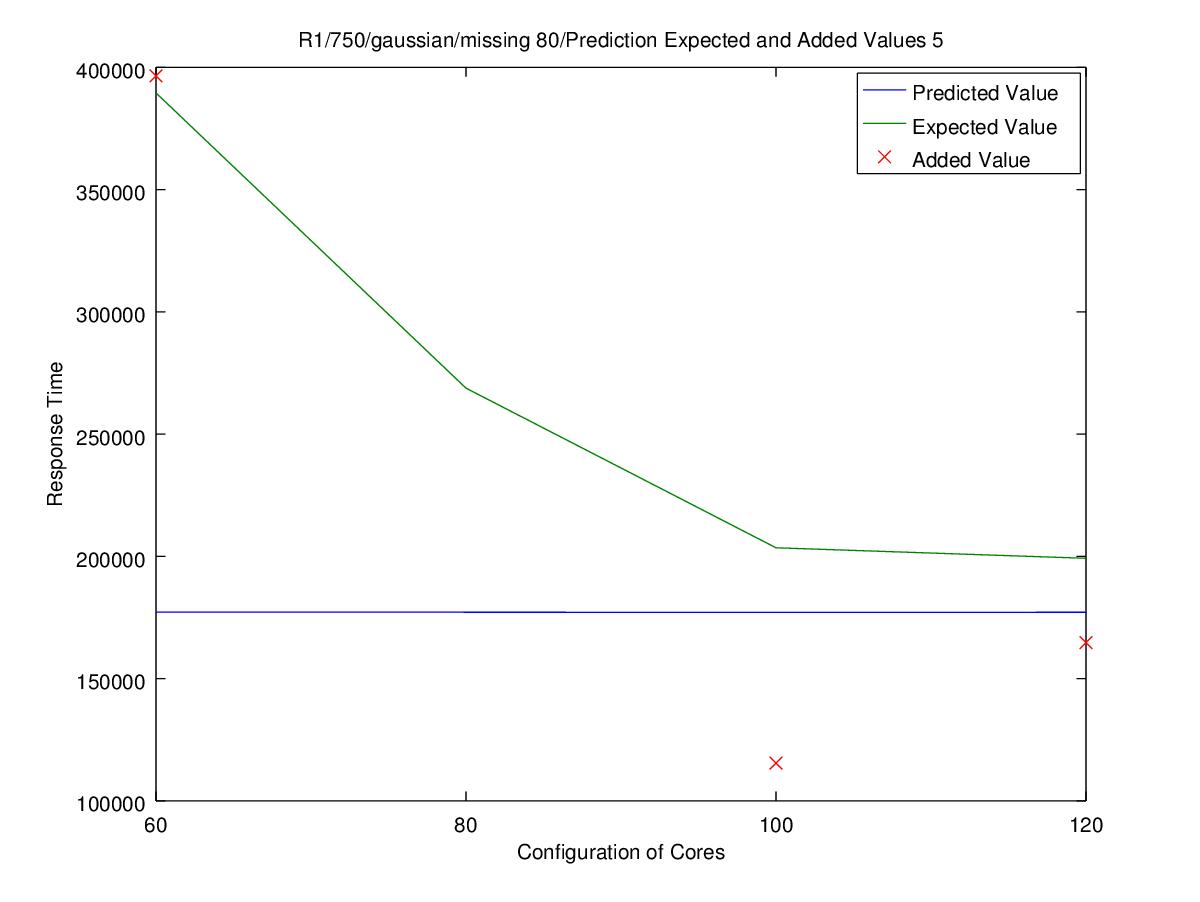 R1/750/gaussian/missing 80/Prediction Expected and Added Values 5
400000
350000
300000
250000
200000
150000
100000
Response Time
Predicted Value
Expected Value
Added Value
60
80
100
120
Configuration of Cores